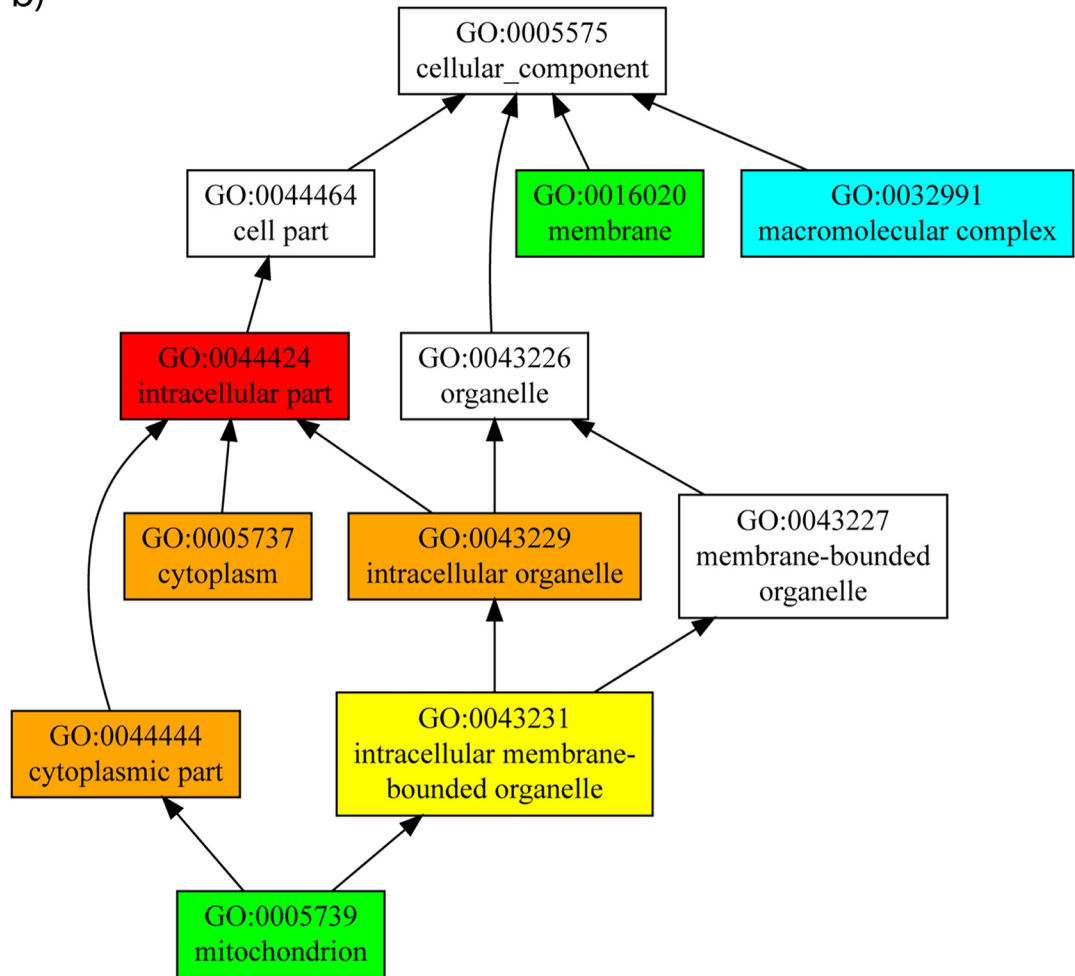 b)
GO:0005575
cellular_component
GO:0044464
cell part
GO:0016020
membrane
GO:0032991
macromolecular complex
GO:0044424
intracellular part
GO:0043226
organelle
GO:0005737
cytoplasm
GO:0043229
intracellular organelle
GO:0043227
membrane-bounded
organelle
GO:0044444
cytoplasmic part
GO:0043231
intracellular membrane-
bounded organelle
GO:0005739
mitochondrion